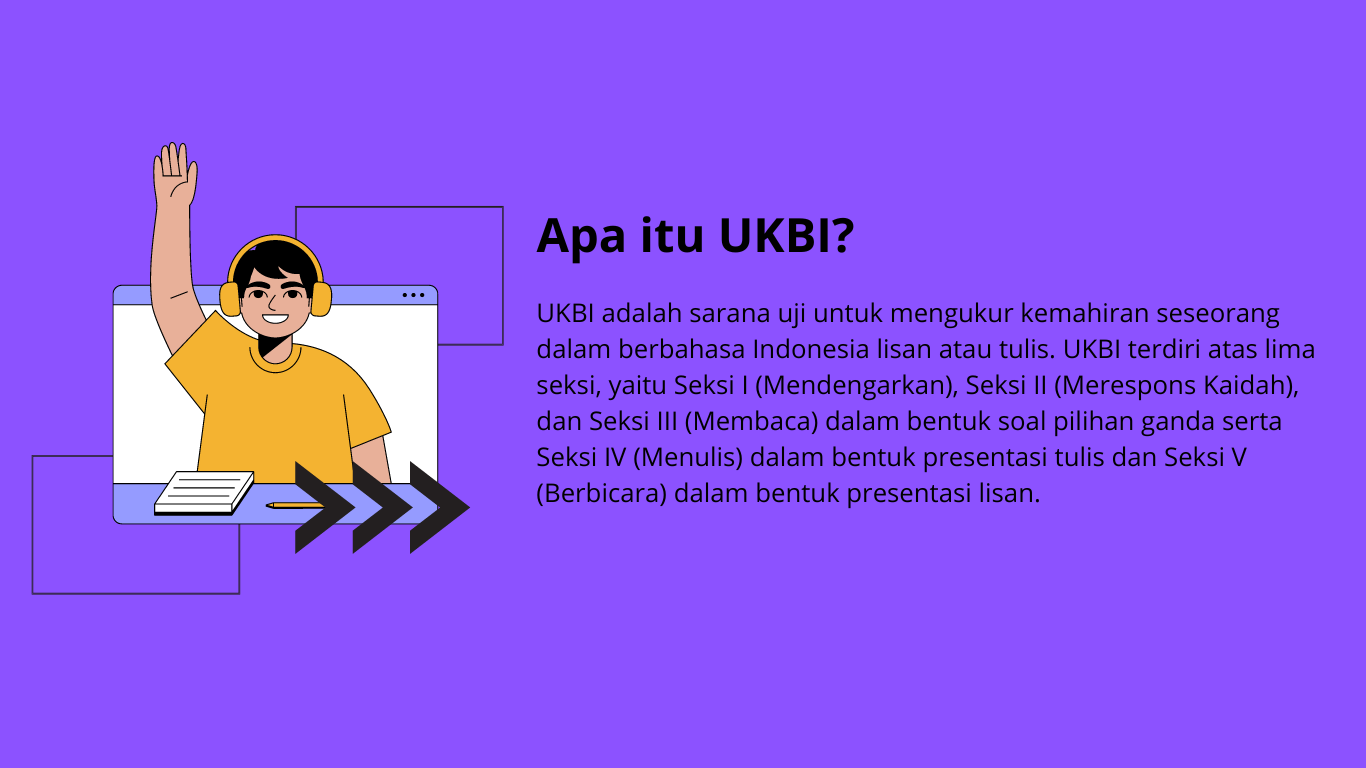 Apa itu UKBI?
UKBI adalah sarana uji untuk mengukur kemahiran seseorang
dalam berbahasa Indonesia lisan atau tulis. UKBI terdiri atas lima
seksi, yaitu Seksi I (Mendengarkan), Seksi II (Merespons Kaidah),
dan Seksi III (Membaca) dalam bentuk soal pilihan ganda serta
Seksi IV (Menulis) dalam bentuk presentasi tulis dan Seksi V
(Berbicara) dalam bentuk presentasi lisan.